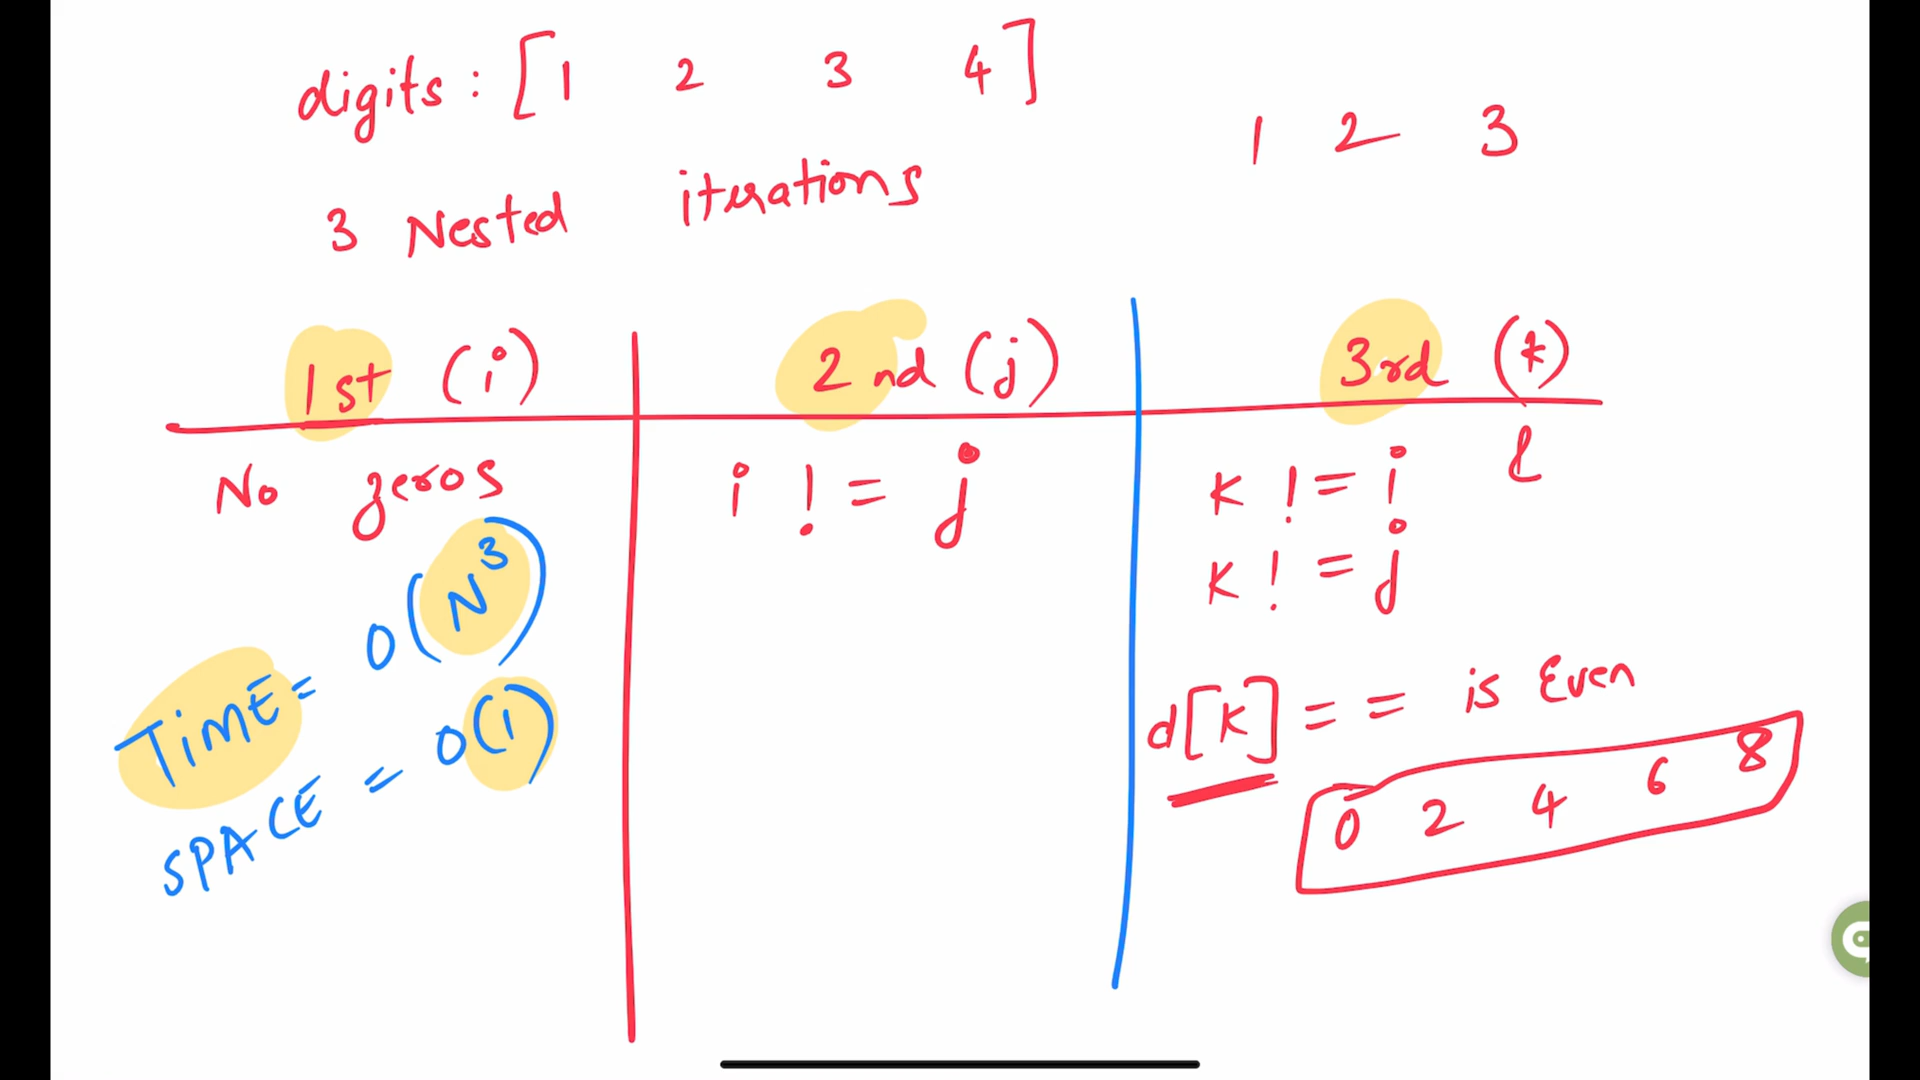 digits : [1 2 3 4]
1 2 3
3 Nested iterations
1st (i) 2nd (j) 3rd (k)
No zeros
i != j
k != i
l
k != j
TIME = O(N³)
SPACE = O(1)
d[k] == is Even
0 2 4 6 8